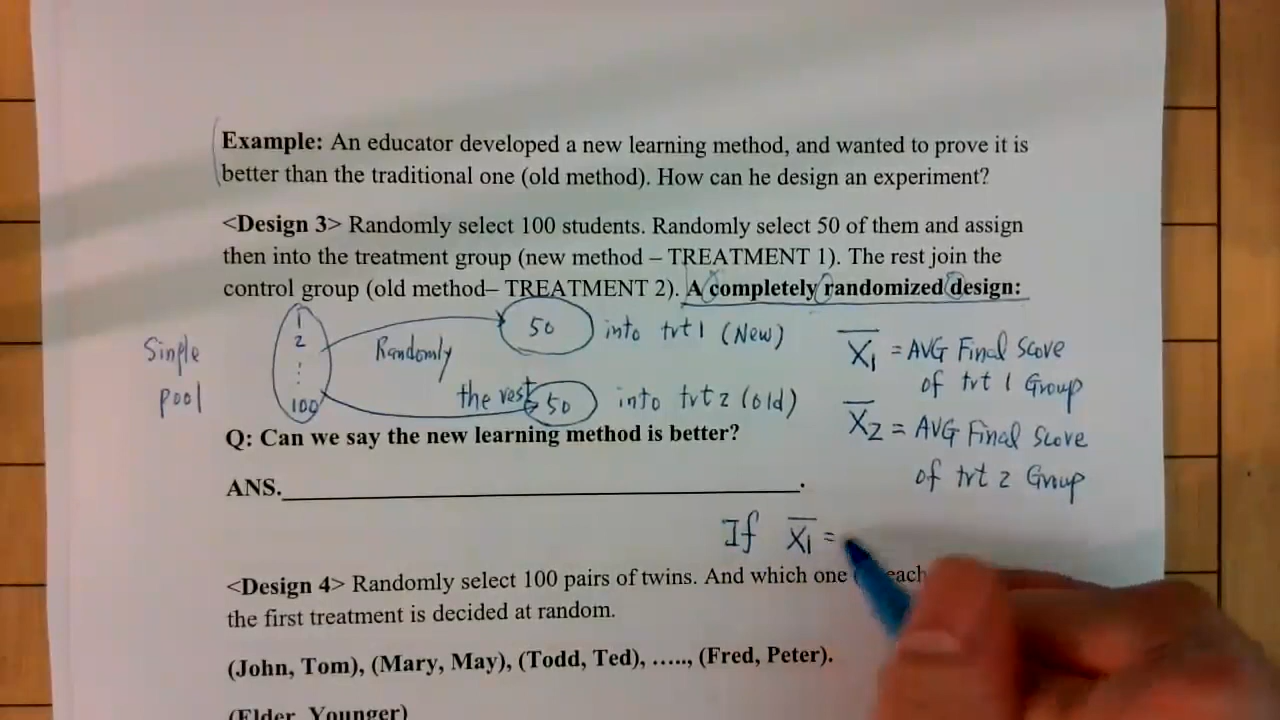 Example: An educator developed a new learning method, and wanted to prove it is
better than the traditional one (old method). How can he design an experiment?
<Design 3> Randomly select 100 students. Randomly select 50 of them and assign
then into the treatment group (new method – TREATMENT 1). The rest join the
control group (old method– TREATMENT 2). A completely randomized design:
Single
pool
1
2
⋮
100
Randomly
50 into trt 1 (New)
the rest 50 into trt 2 (old)
X̅1 = AVG Final Score
of trt 1 Group
X̅2 = AVG Final Score
of trt 2 Group
Q: Can we say the new learning method is better?
ANS.__________.
If X̅1 =
<Design 4> Randomly select 100 pairs of twins. And which one each
the first treatment is decided at random.
(John, Tom), (Mary, May), (Todd, Ted), ….., (Fred, Peter).
(Elder, Younger)